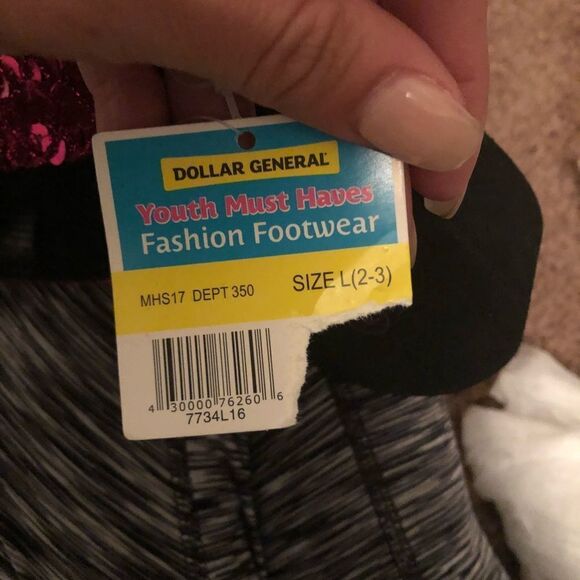 DOLLAR GENERAL
Youth Must Haves
Fashion Footwear
MHS17 DEPT 350 SIZE L(2-3)
4 30000 76260 6
7734L16